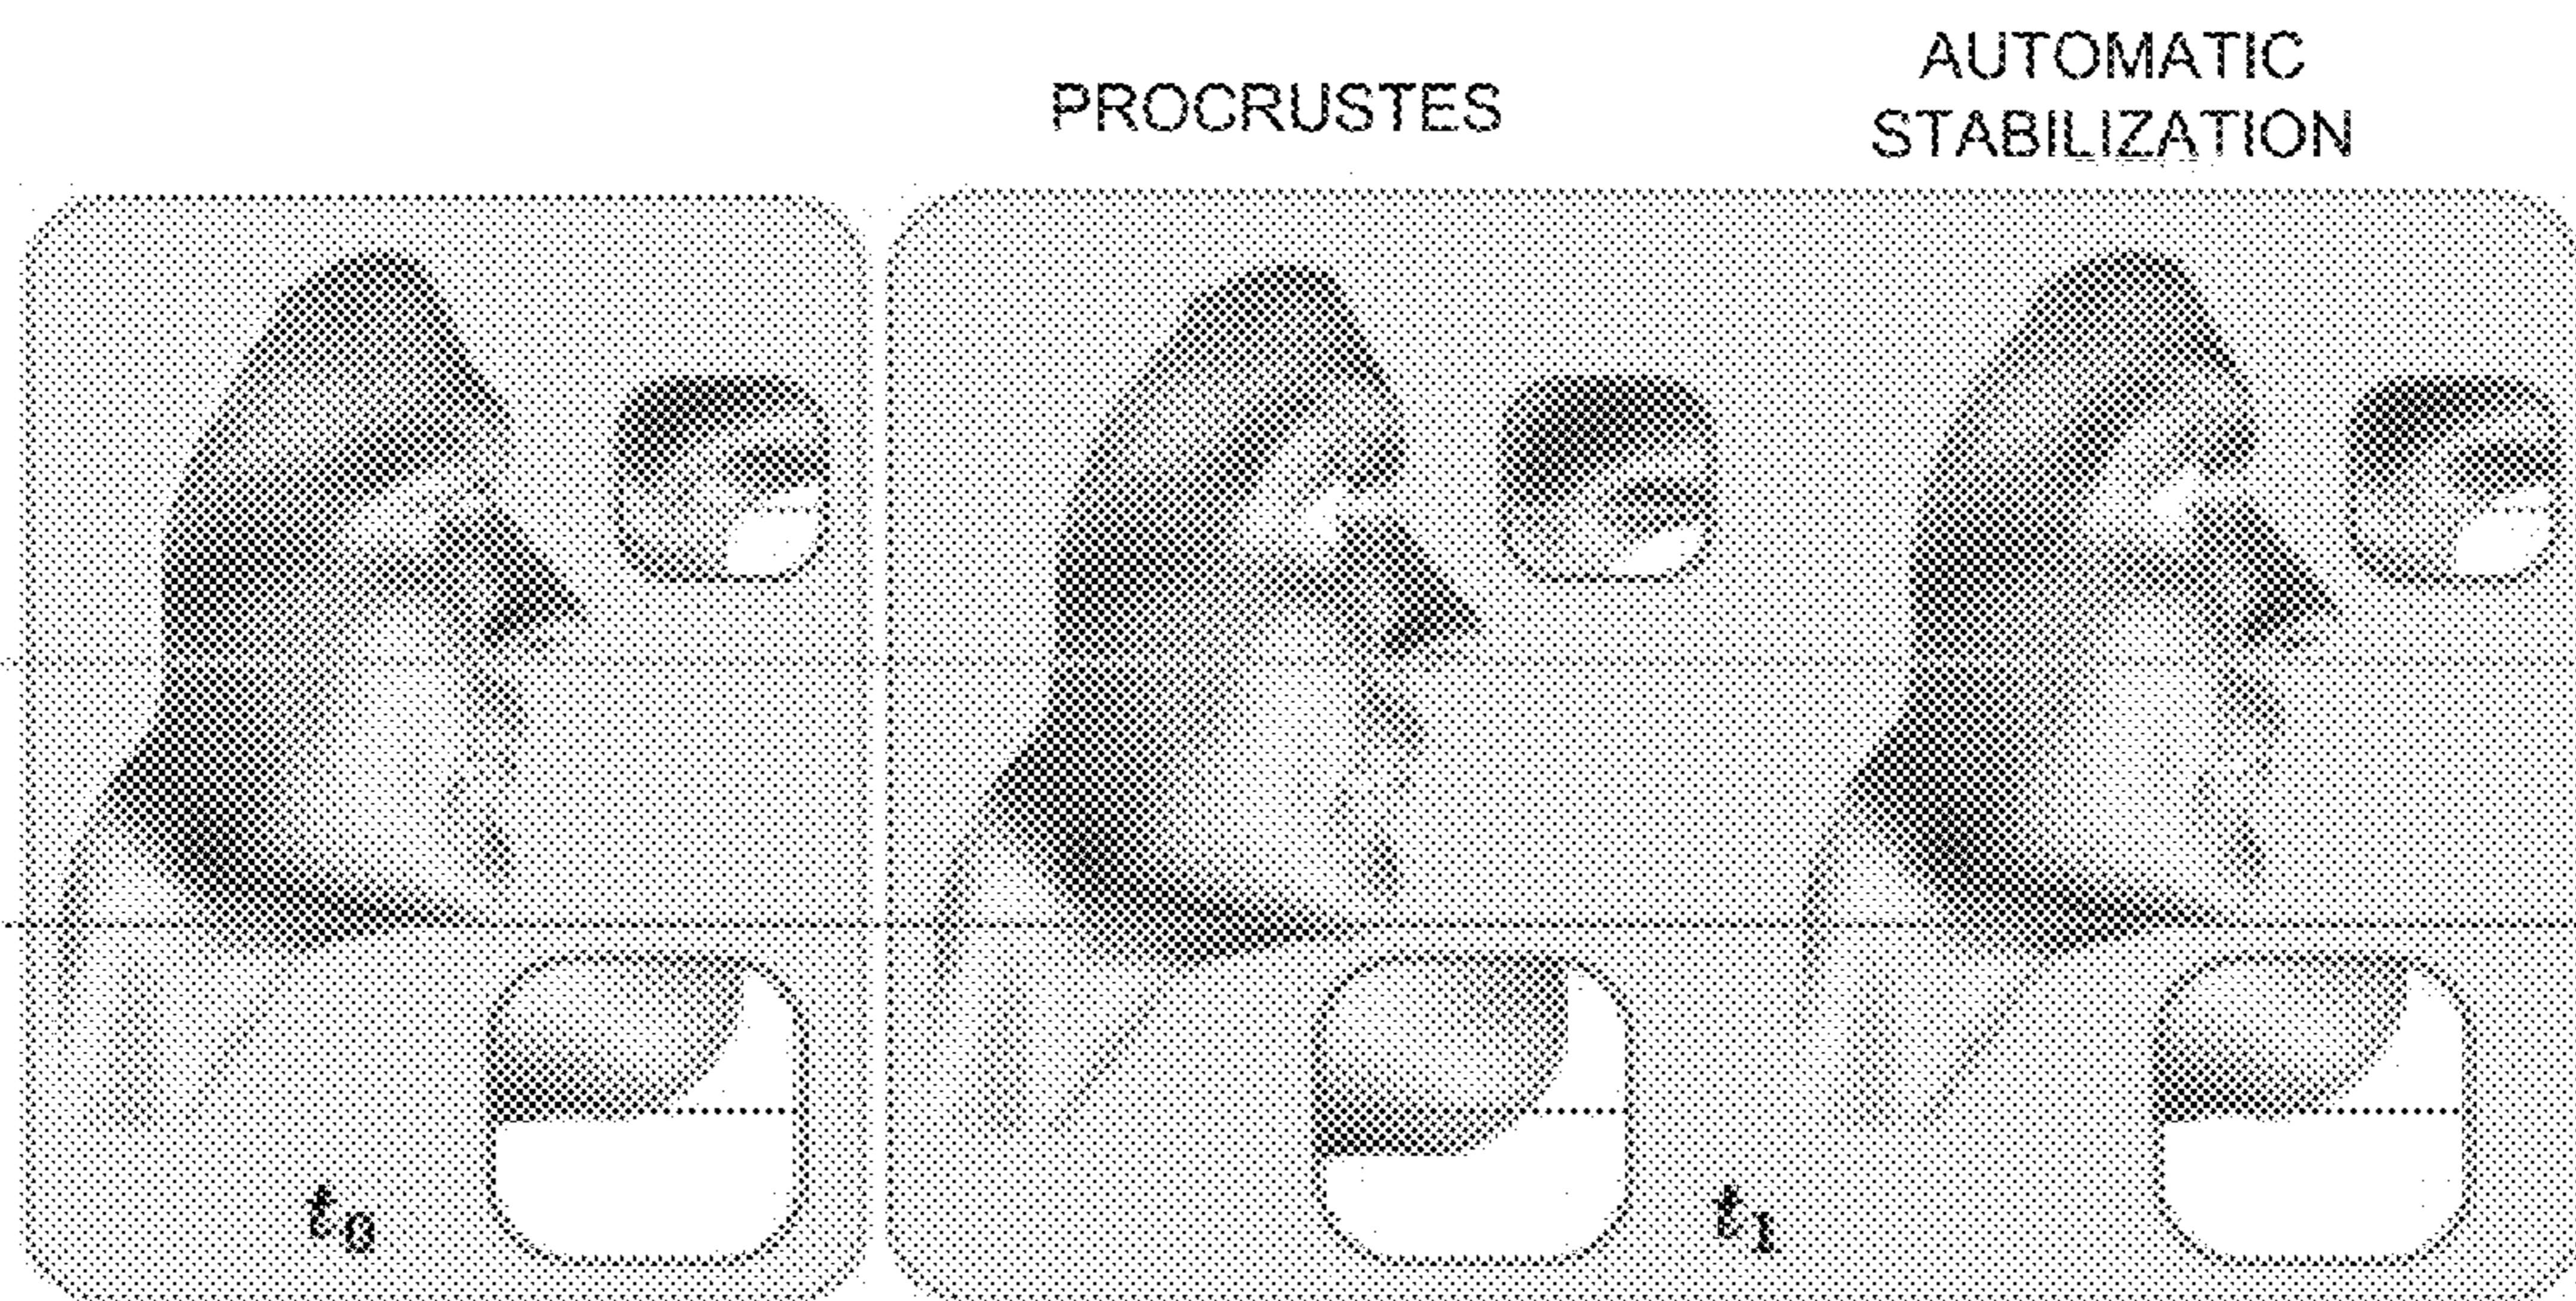 PROCRUSTES
AUTOMATIC
STABILIZATION
t₀
t₁